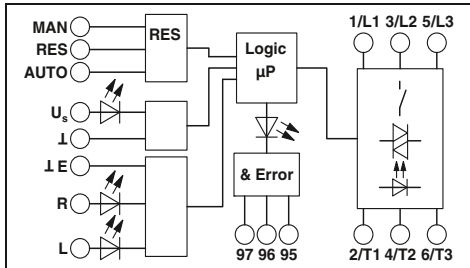 MAN
RES
AUTO
Us
⊥
⊥ E
R
L
RES
Logic
µP
& Error
97 96 95
1/L1 3/L2 5/L3
2/T1 4/T2 6/T3